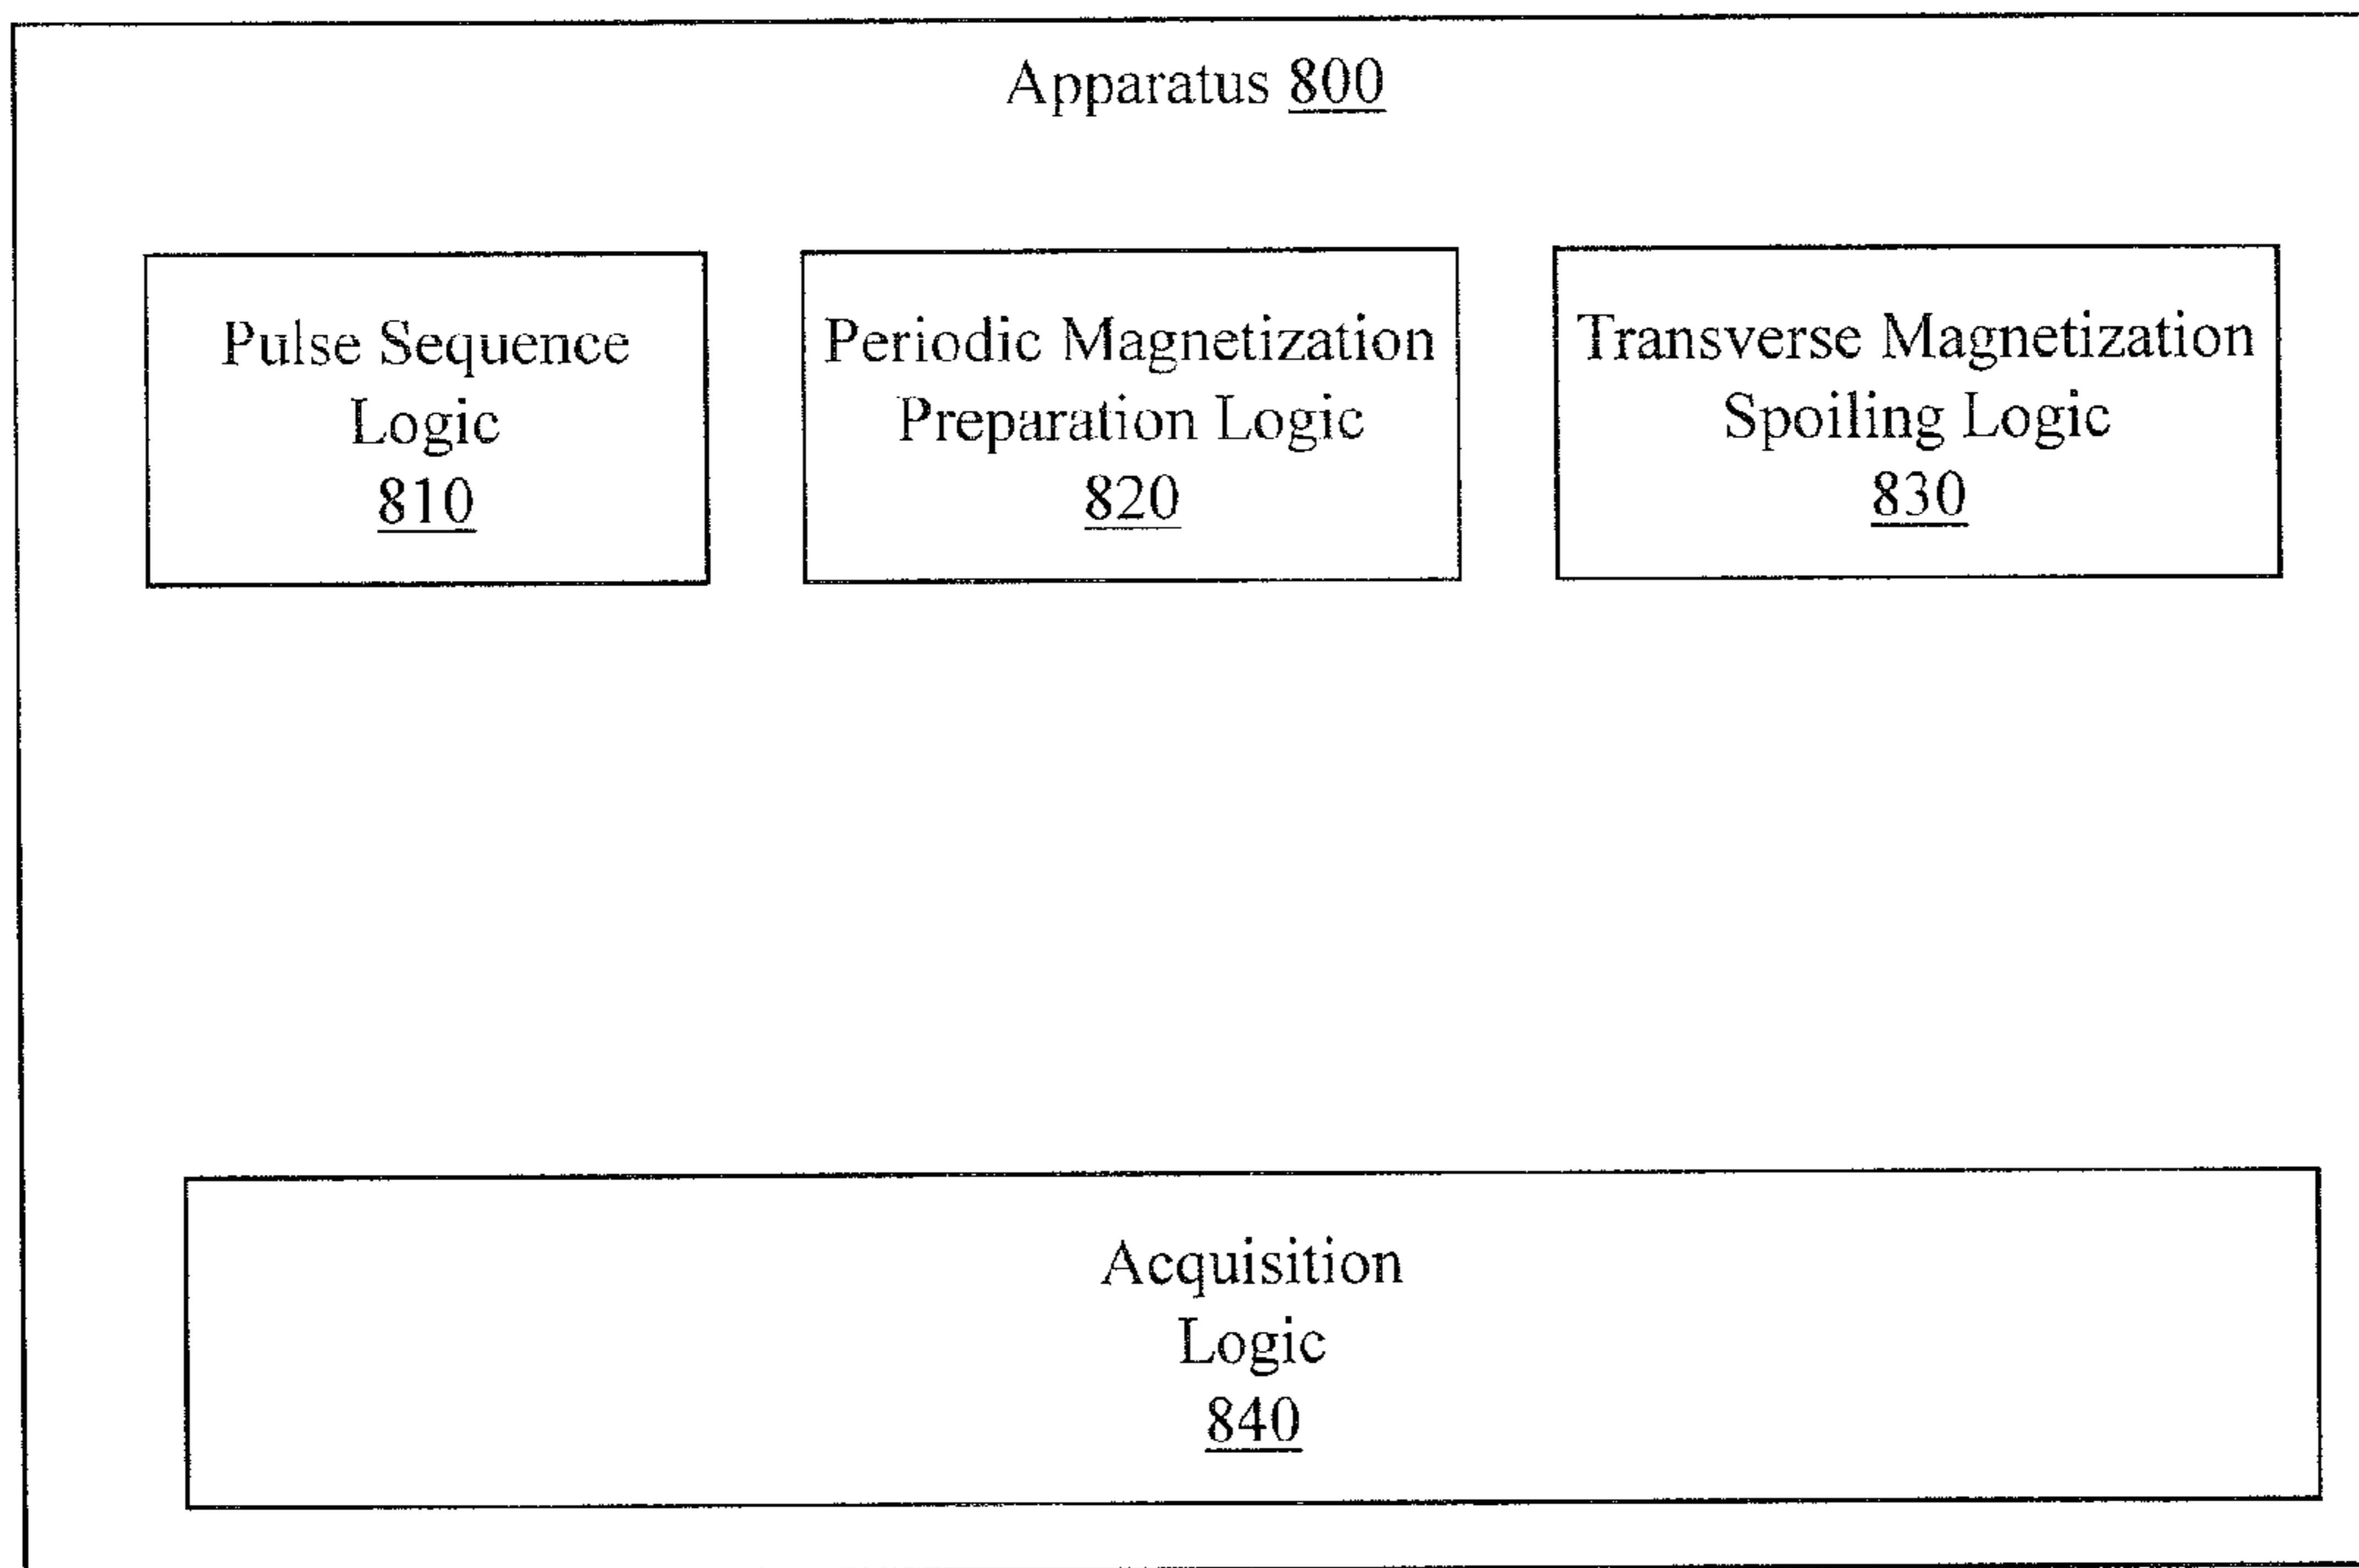 Apparatus 800
Pulse Sequence
Logic
810
Periodic Magnetization
Preparation Logic
820
Transverse Magnetization
Spoiling Logic
830
Acquisition
Logic
840